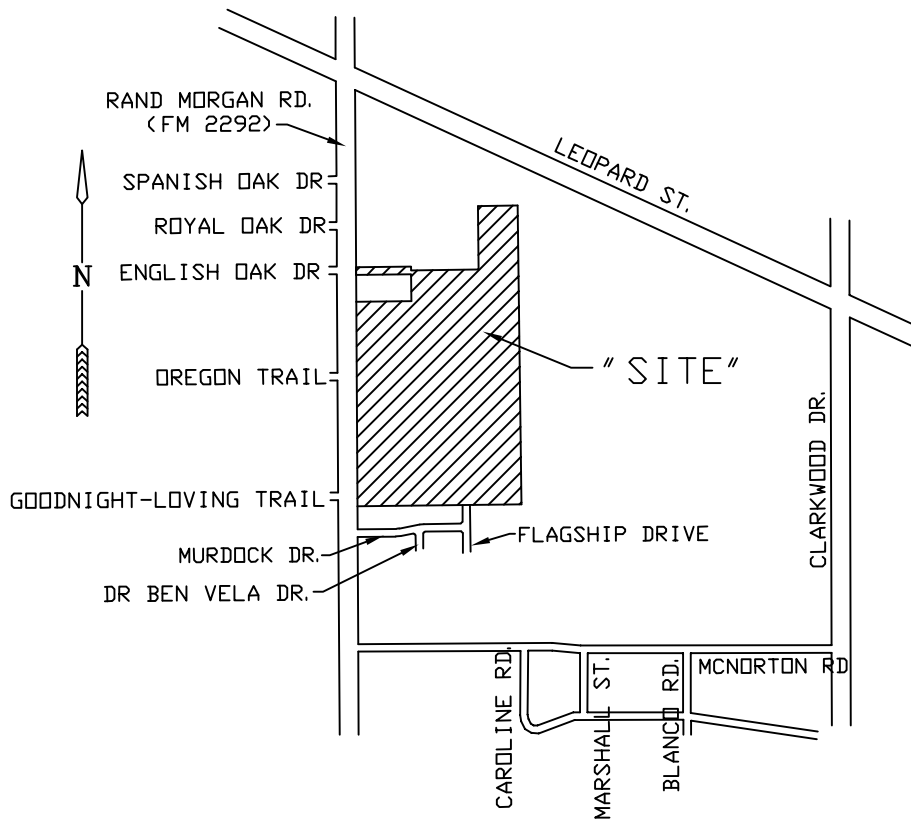 RAND MORGAN RD.
(FM 2292)
LEOPARD ST.
SPANISH OAK DR
ROYAL OAK DR
N
ENGLISH OAK DR
"SITE"
OREGON TRAIL
CLARKWOOD DR.
GOODNIGHT-LOVING TRAIL
FLAGSHIP DRIVE
MURDOCK DR.
DR BEN VELA DR.
MCNORTON RD
CAROLINE RD.
MARSHALL ST.
BLANCO RD.